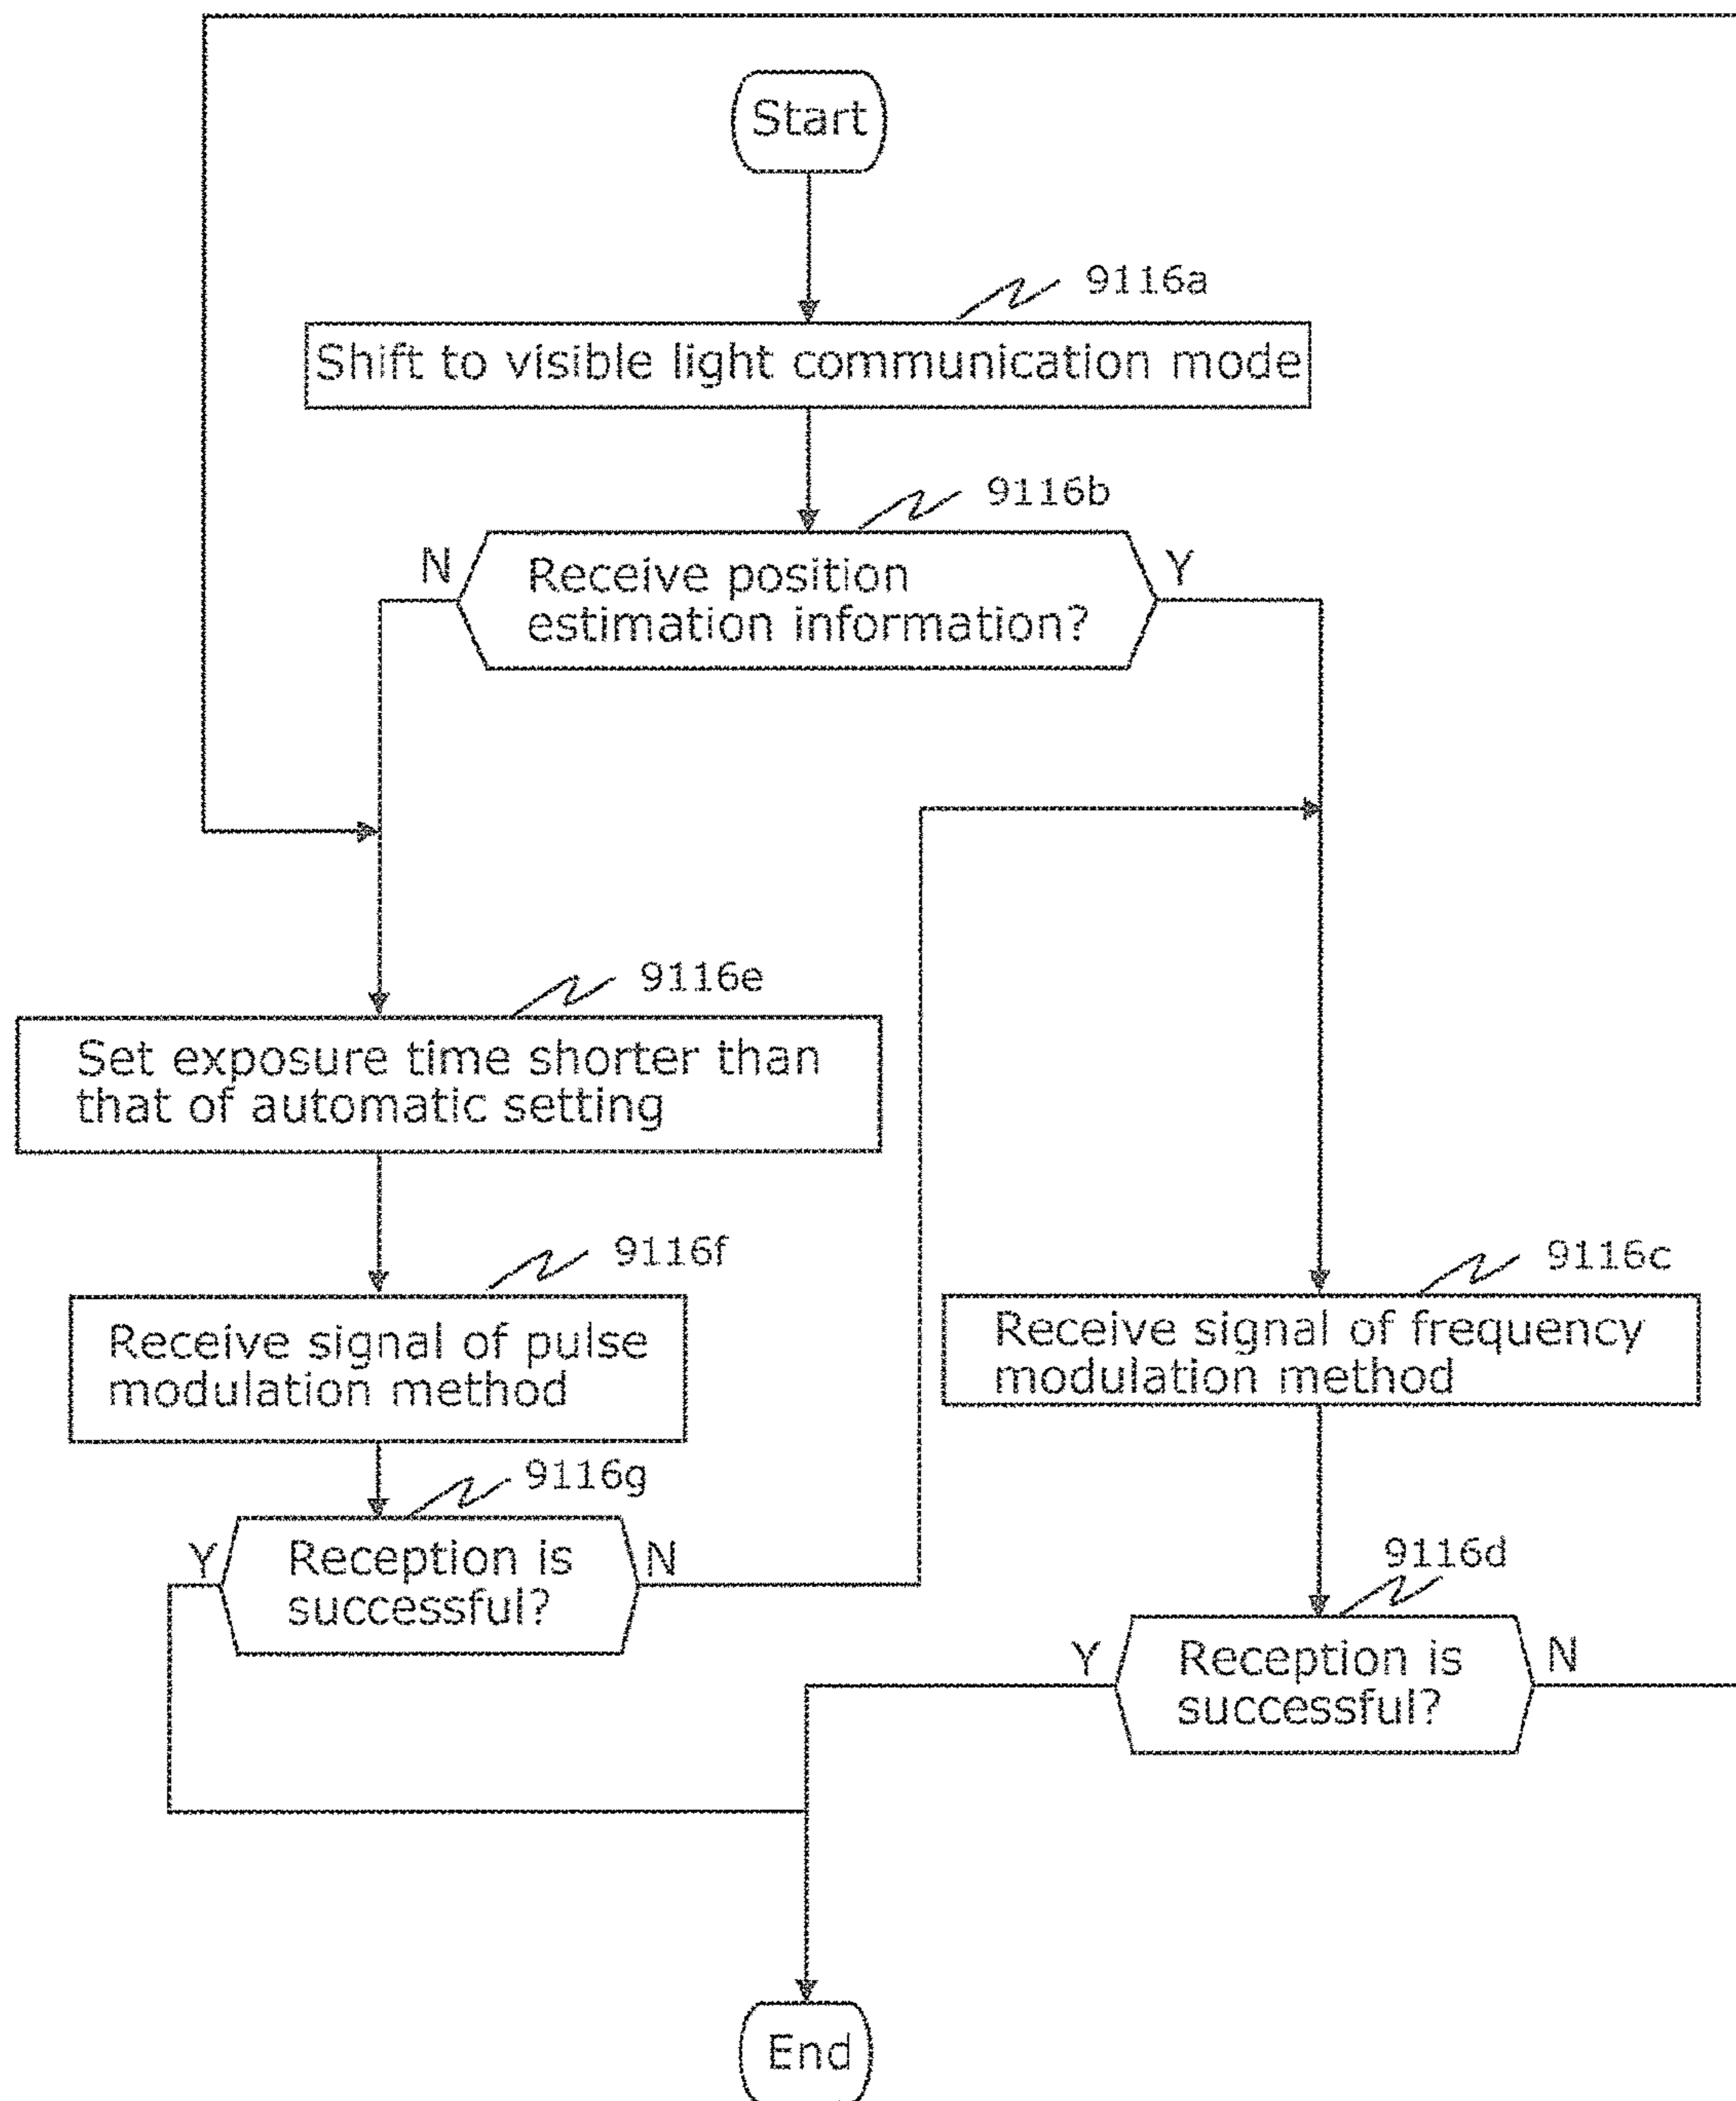 Start
9116a
Shift to visible light communication mode
9116b
N
Receive position
estimation information?
Y
9116e
Set exposure time shorter than
that of automatic setting
9116f
Receive signal of pulse
modulation method
9116c
Receive signal of frequency
modulation method
9116g
Y
Reception is
successful?
N
9116d
Y
Reception is
successful?
N
End